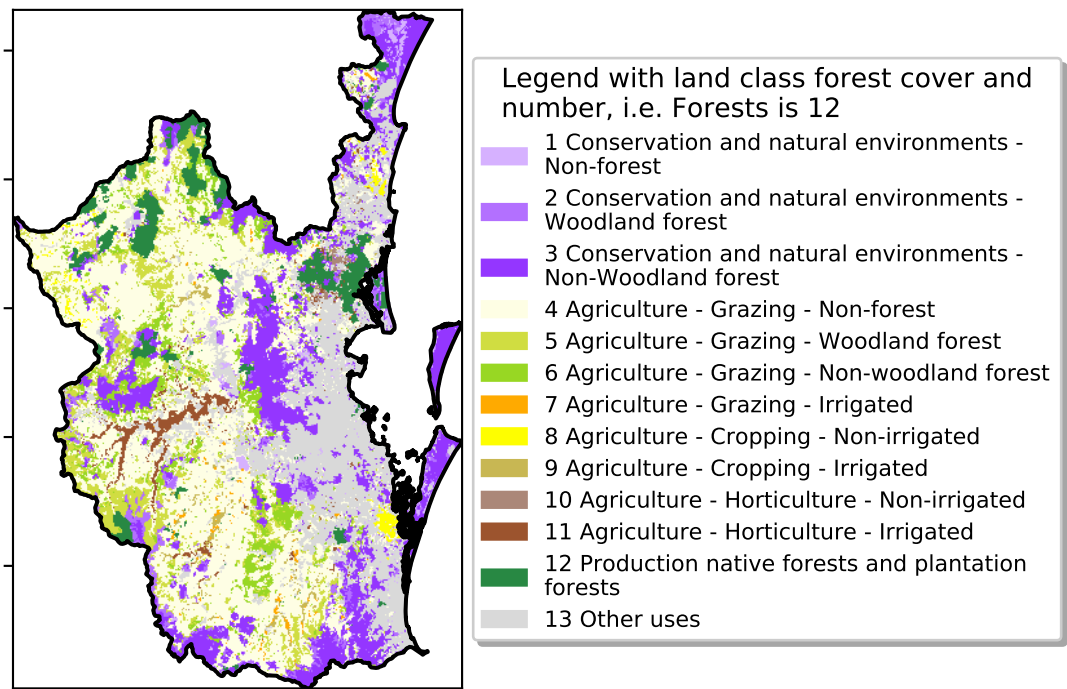 Legend with land class forest cover and
number, i.e. Forests is 12
1 Conservation and natural environments -
Non-forest
2 Conservation and natural environments -
Woodland forest
3 Conservation and natural environments -
Non-Woodland forest
4 Agriculture - Grazing - Non-forest
5 Agriculture - Grazing - Woodland forest
6 Agriculture - Grazing - Non-woodland forest
7 Agriculture - Grazing - Irrigated
8 Agriculture - Cropping - Non-irrigated
9 Agriculture - Cropping - Irrigated
10 Agriculture - Horticulture - Non-irrigated
11 Agriculture - Horticulture - Irrigated
12 Production native forests and plantation
forests
13 Other uses